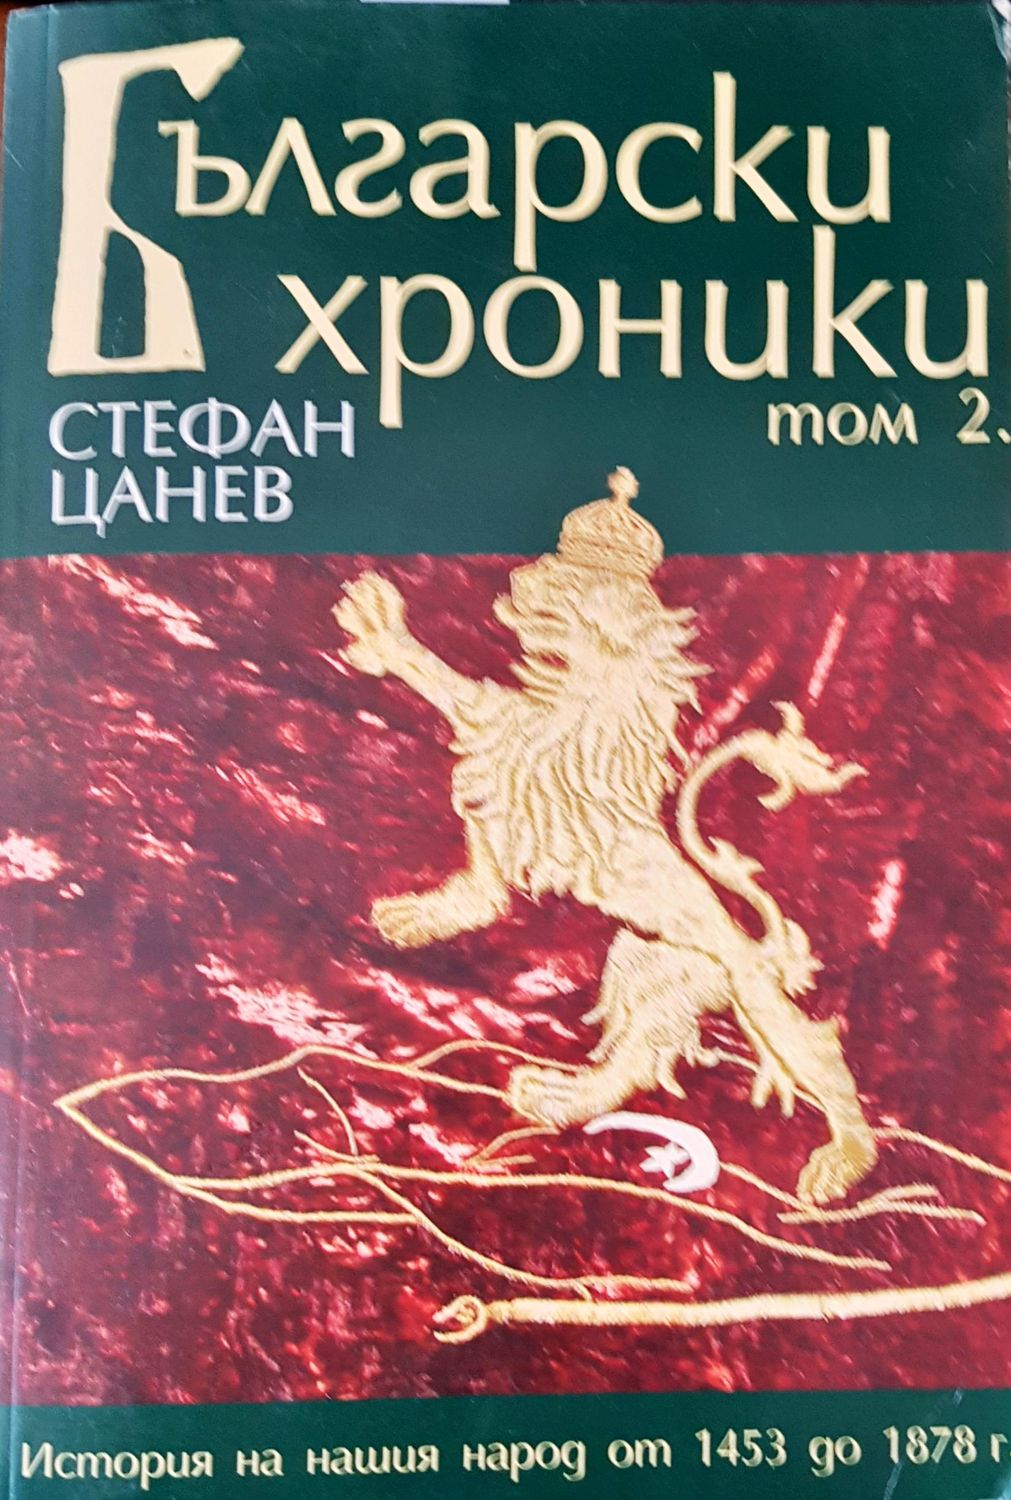 Български
хроники
том 2.
СТЕФАН
ЦАНЕВ
История на нашия народ от 1453 до 1878 г.